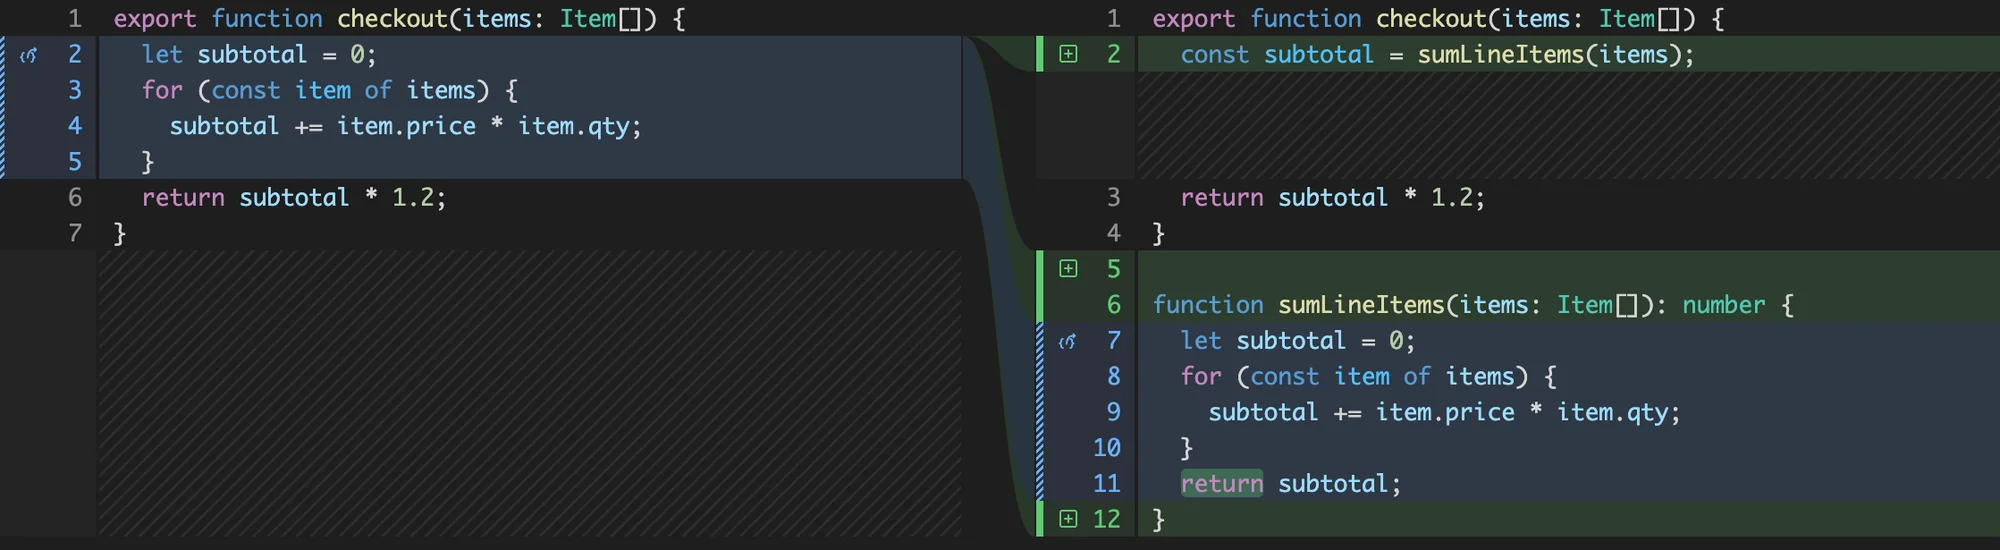 1 export function checkout(items: Item[]) {
2   let subtotal = 0;
3   for (const item of items) {
4     subtotal += item.price * item.qty;
5   }
6   return subtotal * 1.2;
7 }
1 export function checkout(items: Item[]) {
2   const subtotal = sumLineItems(items);
3   return subtotal * 1.2;
4 }
5
6 function sumLineItems(items: Item[]): number {
7   let subtotal = 0;
8   for (const item of items) {
9     subtotal += item.price * item.qty;
10   }
11   return subtotal;
12 }